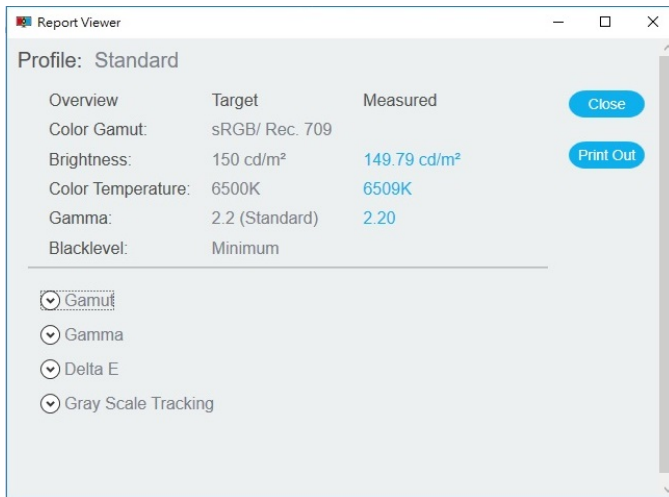 Report Viewer
Profile: Standard
Overview Target Measured
Close
Color Gamut: sRGB/ Rec. 709
Brightness: 150 cd/m² 149.79 cd/m²
Print Out
Color Temperature: 6500K 6509K
Gamma: 2.2 (Standard) 2.20
Blacklevel: Minimum
Gamut
Gamma
Delta E
Gray Scale Tracking